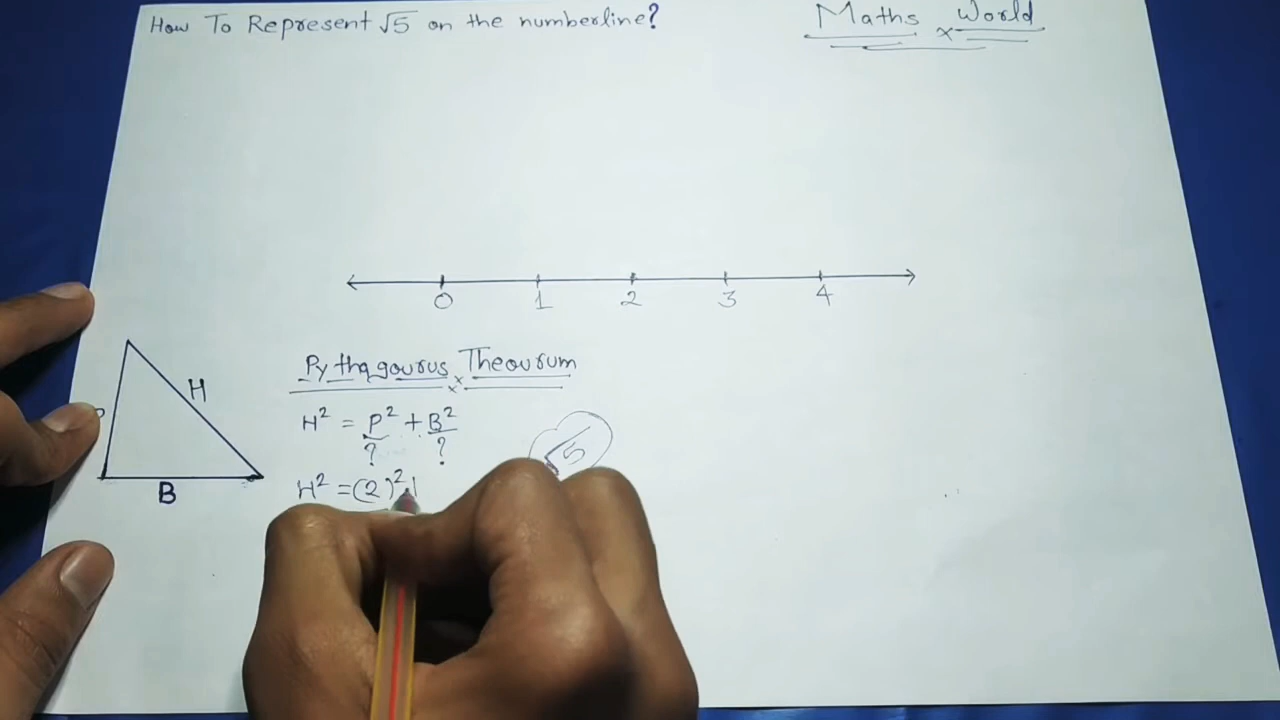 How To Represent √5 on the numberline?
Maths × World
0 1 2 3 4
Pythagourus × Theourum
H
H² = P² + B²
? ?
√5
B
H² = (2)²